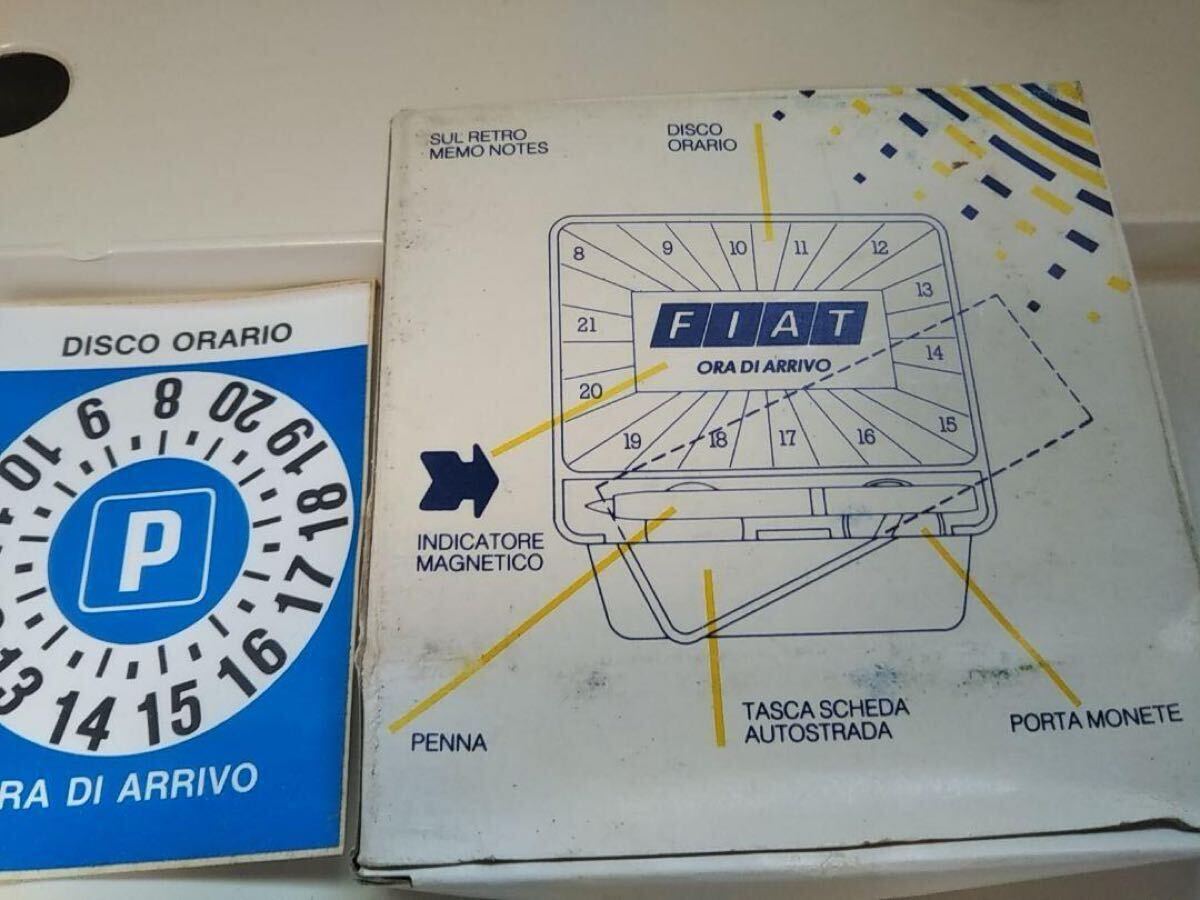 DISCO ORARIO
8
20
19
18
17
16
15
14
13
10
9
P
RA DI ARRIVO
SUL RETRO
MEMO NOTES
DISCO
ORARIO
8
9
10
11
12
13
14
15
16
17
18
19
20
21
FIAT
ORA DI ARRIVO
INDICATORE
MAGNETICO
PENNA
TASCA SCHEDA
AUTOSTRADA
PORTA MONETE